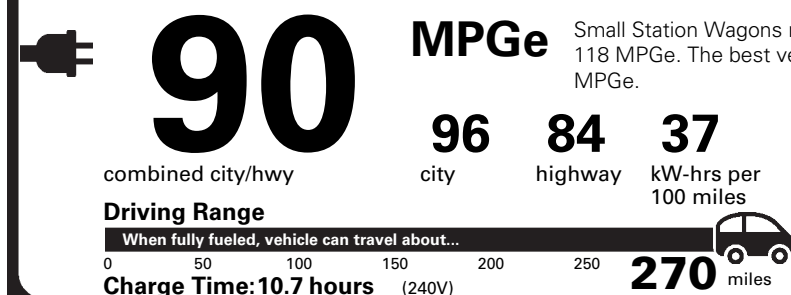 90
MPGe
Small Station Wagons
118 MPGe. The best
MPGe.
combined city/hwy
96 84 37
city highway kW-hrs per
100 miles
Driving Range
When fully fueled, vehicle can travel about...
0 50 100 150 200 250 270 miles
Charge Time: 10.7 hours (240V)